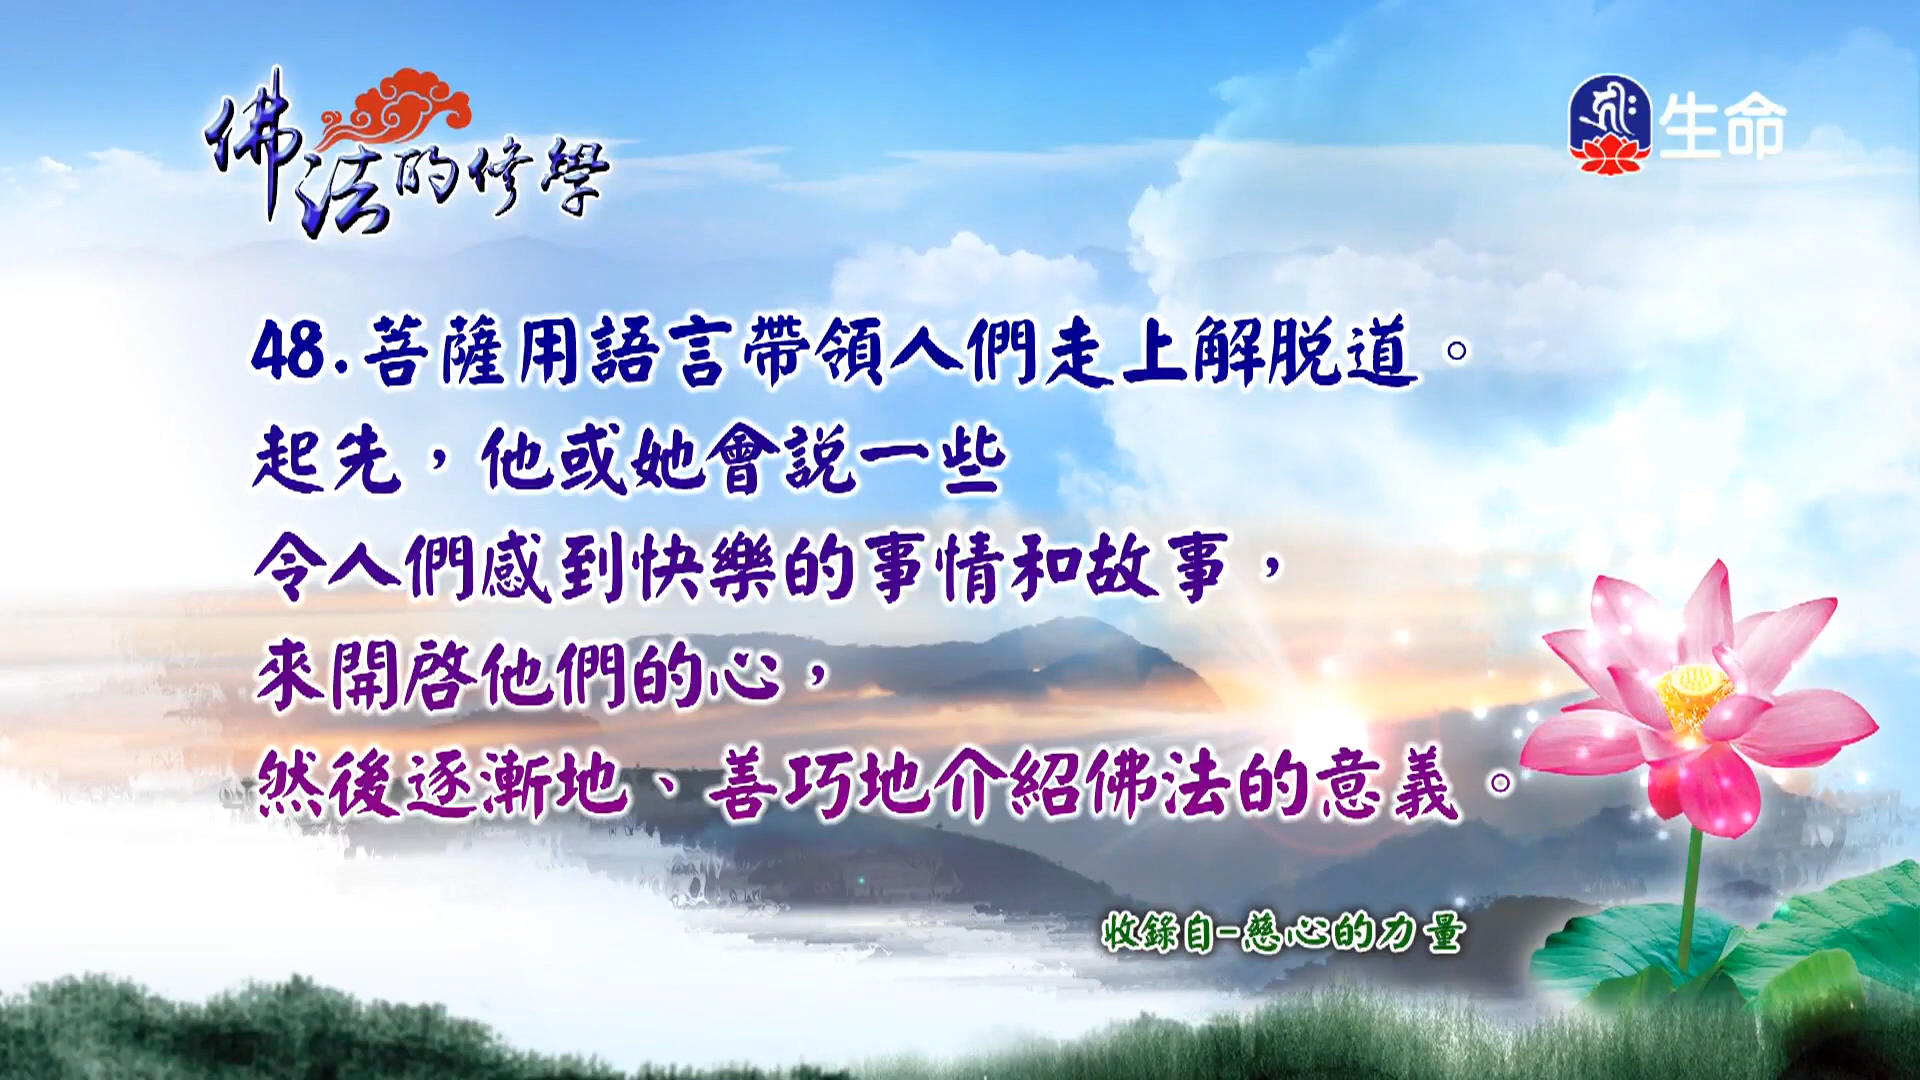 佛法的修學
生命
48.菩薩用語言帶領人們走上解脫道。
起先，他或她會說一些
令人們感到快樂的事情和故事，
來開啓他們的心，
然後逐漸地、善巧地介紹佛法的意義。
收錄自-慈心的力量